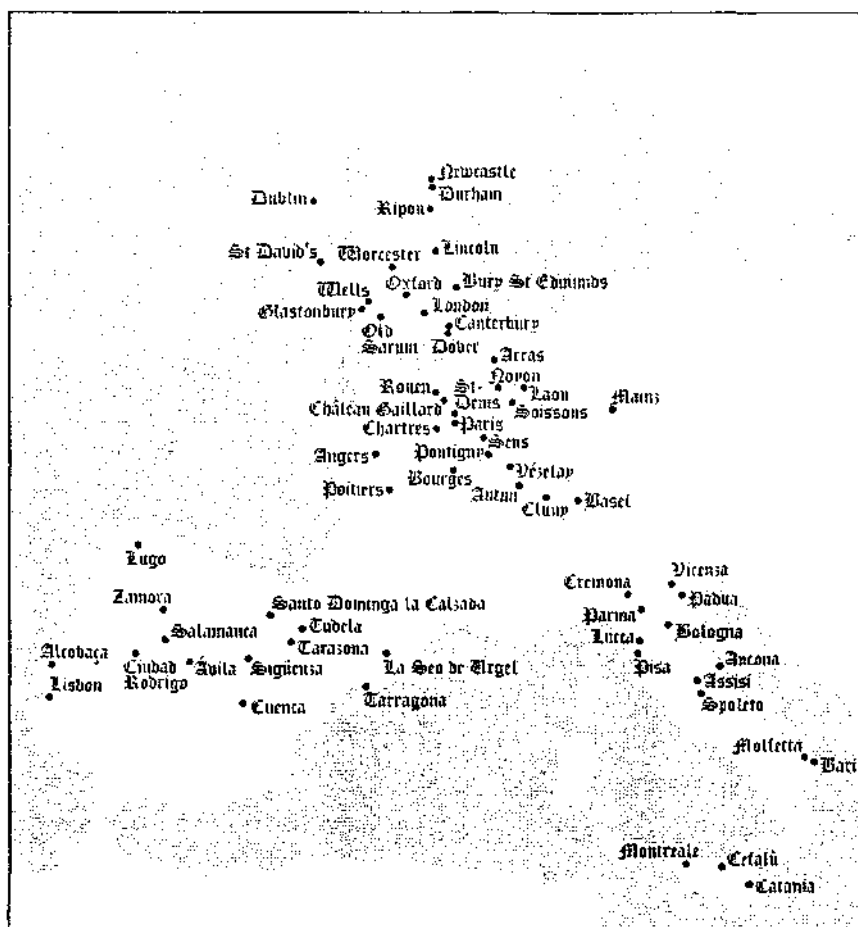 Newcastle
Durham
Dublin
Ripon
St David's
Worcester
Lincoln
Oxford
Bury St Edmunds
Wells
Glastonbury
London
Old
Sarum
Canterbury
Dover
Arras
Noyon
Rouen
St-
Denis
Laon
Mainz
Château Gaillard
Soissons
Chartres
Paris
Sens
Angers
Pontigny
Vézelay
Bourges
Poitiers
Autun
Cluny
Basel
Lugo
Vicenza
Cremona
Padua
Zamora
Santo Dominga la Calzada
Parma
Tudela
Bologna
Salamanca
Lucca
Tarazona
Alcobaça
Ciudad
Rodrigo
Ávila
Sigüenza
La Seo de Urgel
Pisa
Ancona
Lisbon
Assisi
Cuenca
Tarragona
Spoleto
Molfetta
Bari
Montreale
Cefalù
Catania